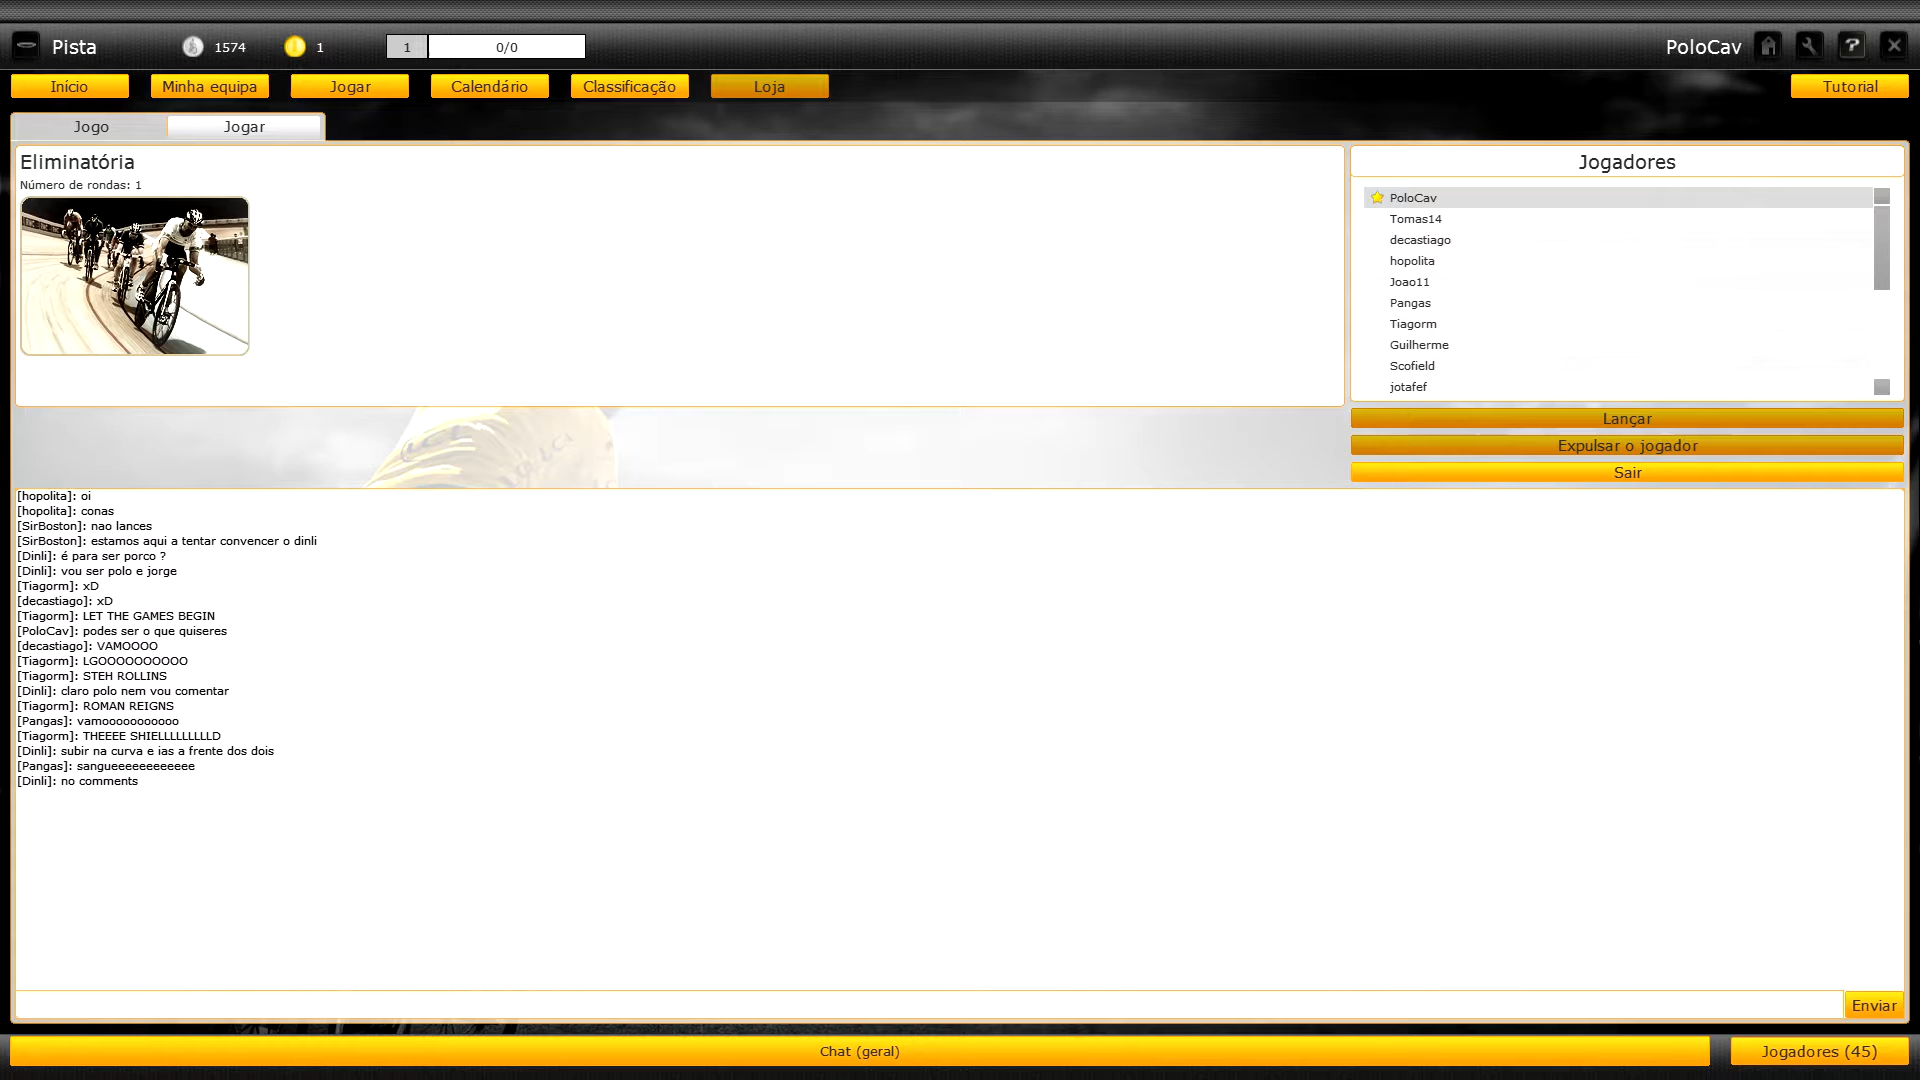 Pista
1574
1
1
0/0
PoloCav
?
Início
Minha equipa
Jogar
Calendário
Classificação
Loja
Tutorial
Jogo
Jogar
Eliminatória
Número de rondas: 1
Jogadores
PoloCav
Tomas14
decastiago
hopolita
Joao11
Pangas
Tiagorm
Guilherme
Scofield
jotafef
Lançar
Expulsar o jogador
Sair
[hopolita]: oi
[hopolita]: conas
[SirBoston]: nao lances
[SirBoston]: estamos aqui a tentar convencer o dinli
[Dinli]: é para ser porco ?
[Dinli]: vou ser polo e jorge
[Tiagorm]: xD
[decastiago]: xD
[Tiagorm]: LET THE GAMES BEGIN
[PoloCav]: podes ser o que quiseres
[decastiago]: VAMOOOO
[Tiagorm]: LGOOOOOOOOOO
[Tiagorm]: STEH ROLLINS
[Dinli]: claro polo nem vou comentar
[Tiagorm]: ROMAN REIGNS
[Pangas]: vamooooooooooo
[Tiagorm]: THEEEE SHIELLLLLLLLLD
[Dinli]: subir na curva e ias a frente dos dois
[Pangas]: sangueeeeeeeeeeee
[Dinli]: no comments
Enviar
Chat (geral)
Jogadores (45)